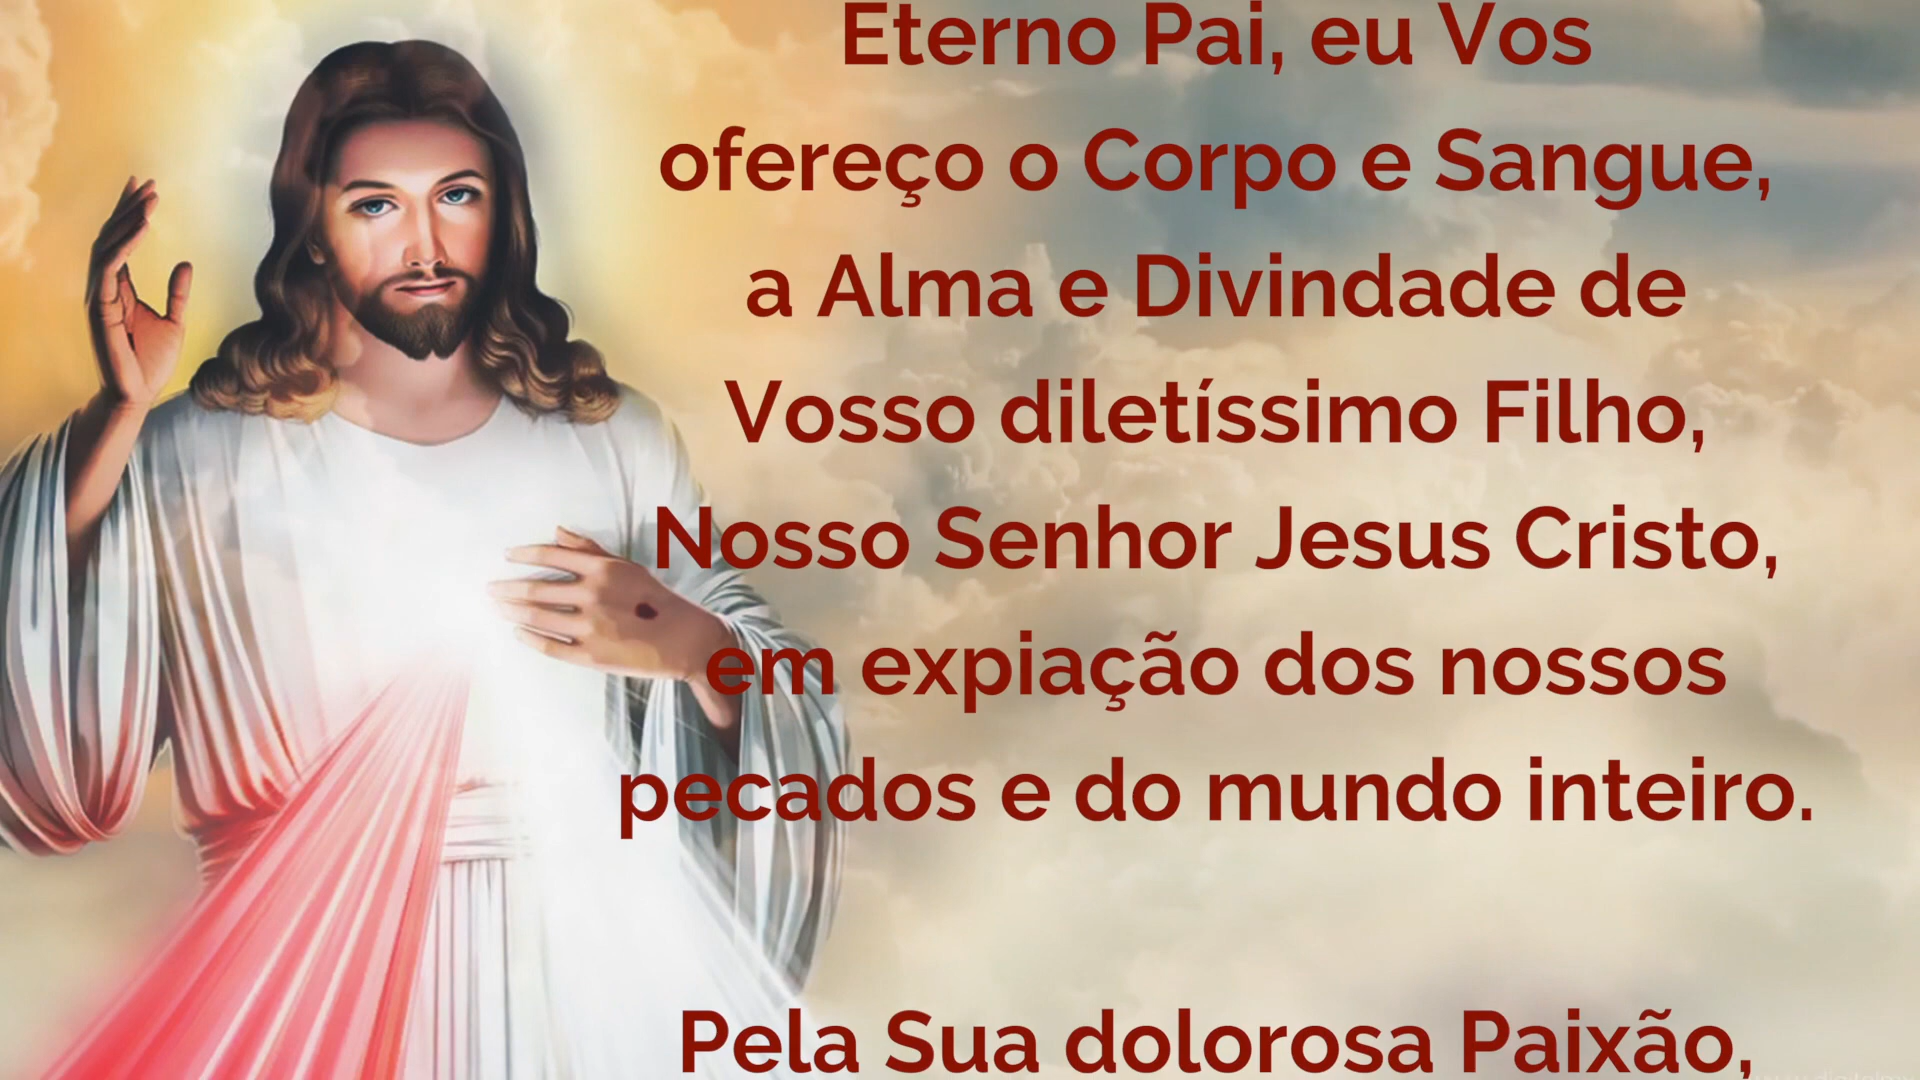 Eterno Pai, eu Vos
ofereço o Corpo e Sangue,
a Alma e Divindade de
Vosso diletíssimo Filho,
Nosso Senhor Jesus Cristo,
em expiação dos nossos
pecados e do mundo inteiro.
Pela Sua dolorosa Paixão,